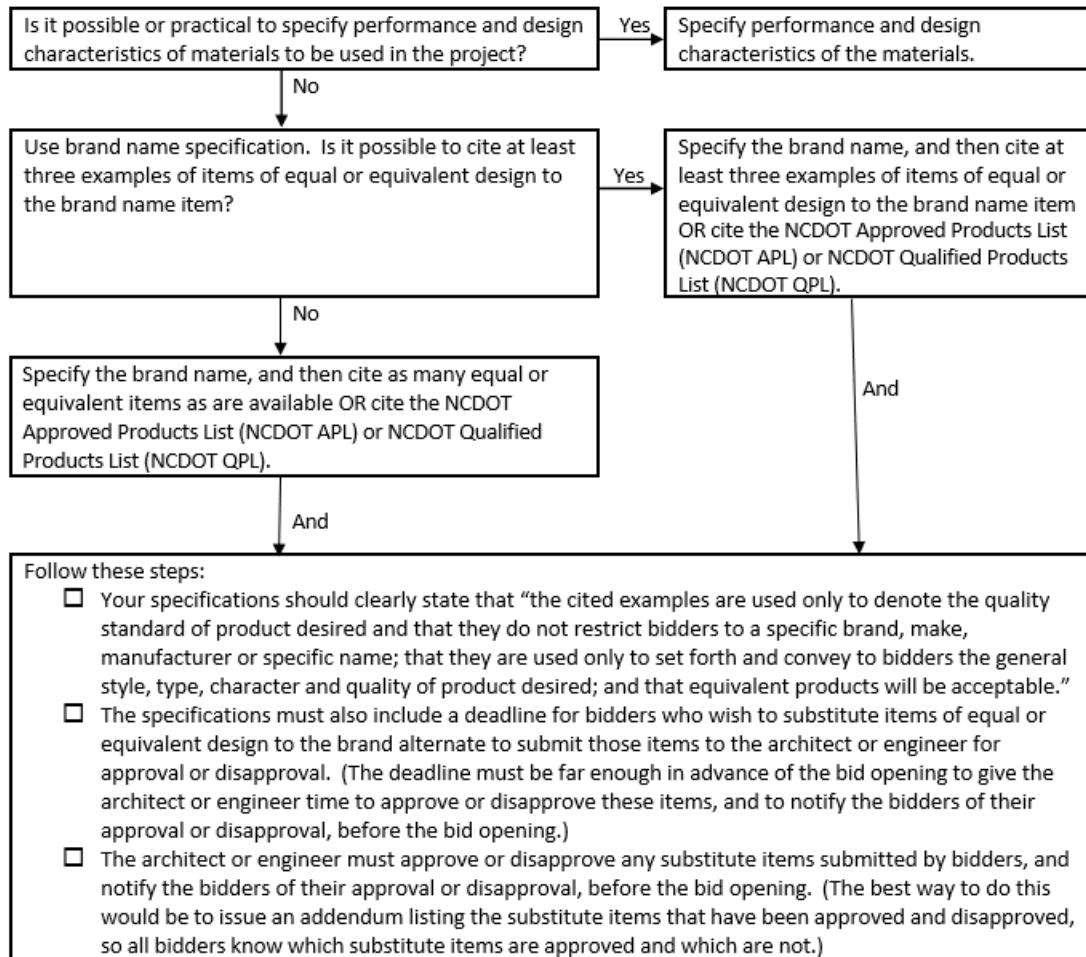 Is it possible or practical to specify performance and design
characteristics of materials to be used in the project?
Yes
Specify performance and design
characteristics of the materials.
No
Use brand name specification.  Is it possible to cite at least
three examples of items of equal or equivalent design to
the brand name item?
Yes
Specify the brand name, and then cite at
least three examples of items of equal or
equivalent design to the brand name item
OR cite the NCDOT Approved Products List
(NCDOT APL) or NCDOT Qualified Products
List (NCDOT QPL).
No
Specify the brand name, and then cite as many equal or
equivalent items as are available OR cite the NCDOT
Approved Products List (NCDOT APL) or NCDOT Qualified
Products List (NCDOT QPL).
And
And
Follow these steps:
☐ Your specifications should clearly state that “the cited examples are used only to denote the quality
standard of product desired and that they do not restrict bidders to a specific brand, make,
manufacturer or specific name; that they are used only to set forth and convey to bidders the general
style, type, character and quality of product desired; and that equivalent products will be acceptable.”
☐ The specifications must also include a deadline for bidders who wish to substitute items of equal or
equivalent design to the brand alternate to submit those items to the architect or engineer for
approval or disapproval.  (The deadline must be far enough in advance of the bid opening to give the
architect or engineer time to approve or disapprove these items, and to notify the bidders of their
approval or disapproval, before the bid opening.)
☐ The architect or engineer must approve or disapprove any substitute items submitted by bidders, and
notify the bidders of their approval or disapproval, before the bid opening.  (The best way to do this
would be to issue an addendum listing the substitute items that have been approved and disapproved,
so all bidders know which substitute items are approved and which are not.)